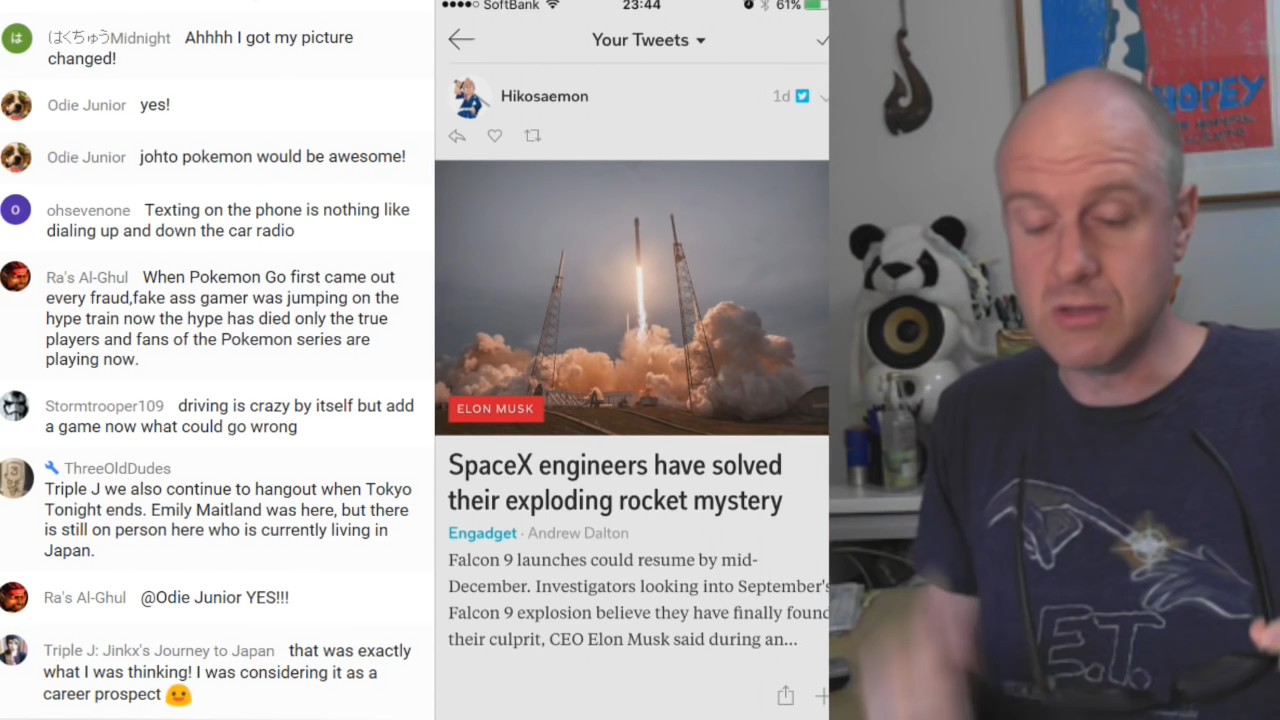 はくちゅうMidnight Ahhhh I got my picture
changed!
Odie Junior yes!
Odie Junior johto pokemon would be awesome!
ohsevenone Texting on the phone is nothing like
dialing up and down the car radio
Ra's Al-Ghul When Pokemon Go first came out
every fraud,fake ass gamer was jumping on the
hype train now the hype has died only the true
players and fans of the Pokemon series are
playing now.
Stormtrooper109 driving is crazy by itself but add
a game now what could go wrong
ThreeOldDudes
Triple J we also continue to hangout when Tokyo
Tonight ends. Emily Maitland was here, but there
is still on person here who is currently living in
Japan.
Ra's Al-Ghul @Odie Junior YES!!!
Triple J: Jinkx's Journey to Japan that was exactly
what I was thinking! I was considering it as a
career prospect
SoftBank 23:44 61%
Your Tweets
Hikosaemon 1d
ELON MUSK
SpaceX engineers have solved
their exploding rocket mystery
Engadget · Andrew Dalton
Falcon 9 launches could resume by mid-
December. Investigators looking into September's
Falcon 9 explosion believe they have finally found
their culprit, CEO Elon Musk said during an...
HOPEY
E.T.